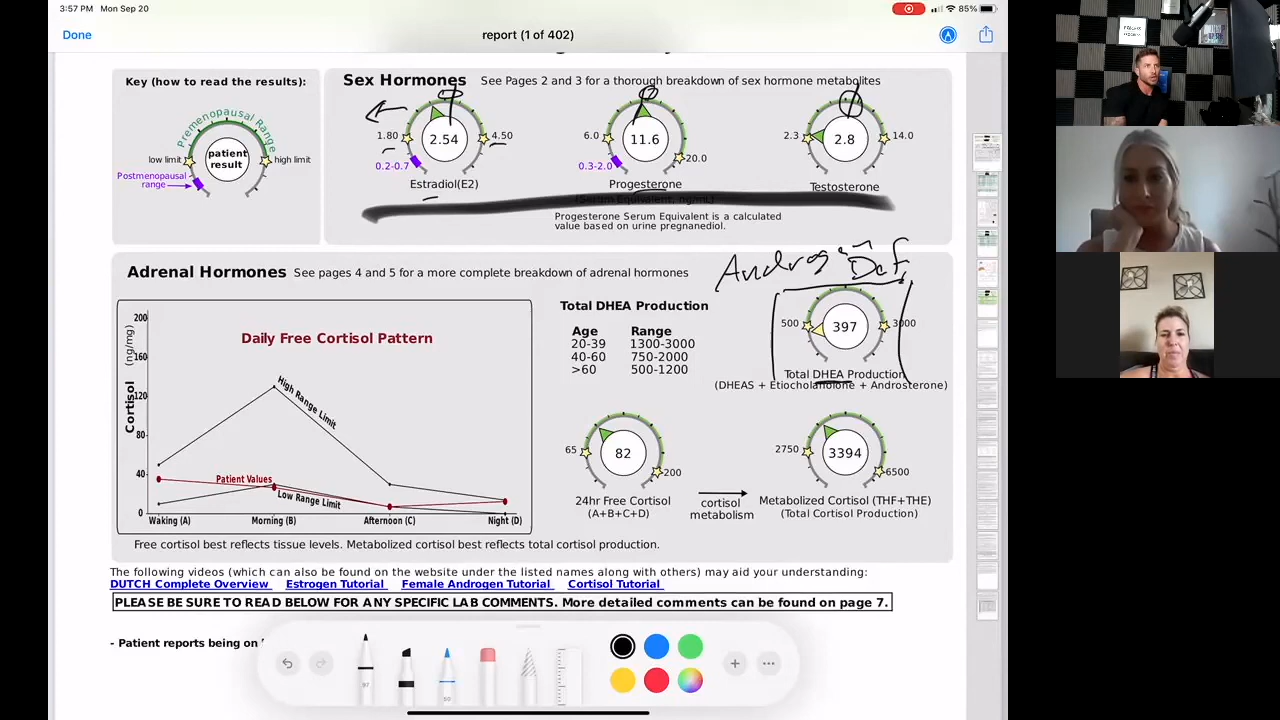 3:57 PM Mon Sep 20
85%
Done
report (1 of 402)
Key (how to read the results):
Premenopausal Range
patient
result
low limit
high limit
Postmenopausal
range
Sex Hormones See Pages 2 and 3 for a thorough breakdown of sex hormone metabolites
1.80
2.54
4.50
0.2-0.7
Estradiol(E2)
6.0
11.6
20.0
0.3-2.0
Progesterone
(Serum Equivalent, ng/mL)
2.3
2.8
14.0
Testosterone
Progesterone Serum Equivalent is a calculated
value based on urine pregnanediol.
Adrenal Hormones See pages 4 and 5 for a more complete breakdown of adrenal hormones
Daily Free Cortisol Pattern
Cortisol (ng/mg)
200
160
120
80
40
0
High Range Limit
Patient Values
Low Range Limit
Waking (A)
Morning (B)
Afternoon (C)
Night (D)
Total DHEA Production
Age Range
20-39 1300-3000
40-60 750-2000
>60 500-1200
500
397
3000
Total DHEA Production
(DHEAS + Etiocholanolone + Androsterone)
65
82
200
24hr Free Cortisol
(A+B+C+D)
cortisol
metabolism
2750
3394
6500
Metabolized Cortisol (THF+THE)
(Total Cortisol Production)
Free cortisol best reflects levels. Metabolized cortisol best reflects total cortisol production.
The following videos (which can also be found on the website under the listed names along with others) may aid your understanding:
DUTCH Complete Overview Estrogen Tutorial Female Androgen Tutorial Cortisol Tutorial
PLEASE BE SURE TO READ BELOW FOR ANY SPECIFIC LAB COMMENTS. More detailed comments can be found on page 7.
- Patient reports being on
97
60